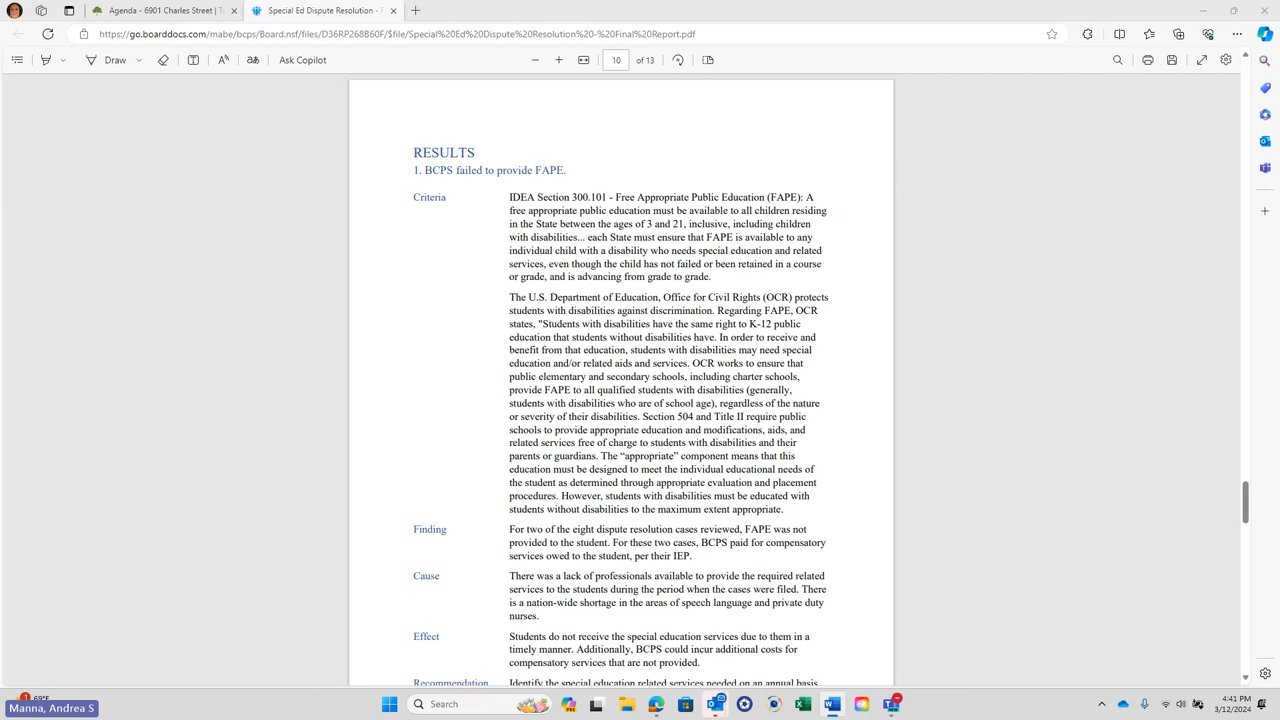 Agenda - 6901 Charles Street | To
Special Ed Dispute Resolution - F
https://go.boarddocs.com/mabe/bcps/Board.nsf/files/D36RP268B60F/$file/Special%20Ed%20Dispute%20Resolution%20-%20Final%20Report.pdf
Draw
aあ
Ask Copilot
10 of 13
RESULTS
1. BCPS failed to provide FAPE.
Criteria
IDEA Section 300.101 - Free Appropriate Public Education (FAPE): A
free appropriate public education must be available to all children residing
in the State between the ages of 3 and 21, inclusive, including children
with disabilities... each State must ensure that FAPE is available to any
individual child with a disability who needs special education and related
services, even though the child has not failed or been retained in a course
or grade, and is advancing from grade to grade.
The U.S. Department of Education, Office for Civil Rights (OCR) protects
students with disabilities against discrimination. Regarding FAPE, OCR
states, "Students with disabilities have the same right to K-12 public
education that students without disabilities have. In order to receive and
benefit from that education, students with disabilities may need special
education and/or related aids and services. OCR works to ensure that
public elementary and secondary schools, including charter schools,
provide FAPE to all qualified students with disabilities (generally,
students with disabilities who are of school age), regardless of the nature
or severity of their disabilities. Section 504 and Title II require public
schools to provide appropriate education and modifications, aids, and
related services free of charge to students with disabilities and their
parents or guardians. The “appropriate” component means that this
education must be designed to meet the individual educational needs of
the student as determined through appropriate evaluation and placement
procedures. However, students with disabilities must be educated with
students without disabilities to the maximum extent appropriate.
Finding
For two of the eight dispute resolution cases reviewed, FAPE was not
provided to the student. For these two cases, BCPS paid for compensatory
services owed to the student, per their IEP.
Cause
There was a lack of professionals available to provide the required related
services to the students during the period when the cases were filed. There
is a nation-wide shortage in the areas of speech language and private duty
nurses.
Effect
Students do not receive the special education services due to them in a
timely manner. Additionally, BCPS could incur additional costs for
compensatory services that are not provided.
Recommendation
Identify the special education related services needed on an annual basis
69°F
Manna, Andrea S
Search
4:41 PM
3/12/2024